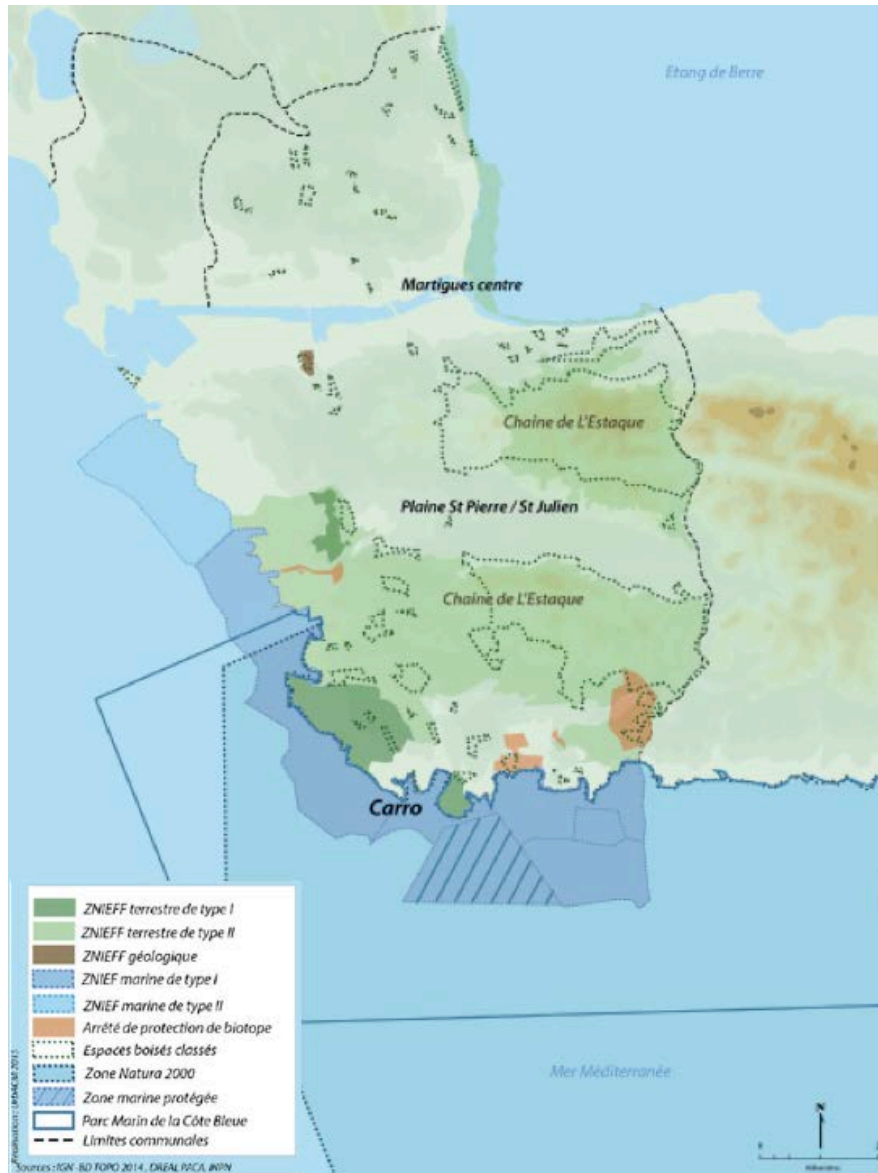 Etang de Berre
Martigues centre
Chaîne de L'Estaque
Plaine St Pierre / St Julien
Chaîne de L'Estaque
Carro
ZNIEFF terrestre de type I
ZNIEFF terrestre de type II
ZNIEFF géologique
ZNIEF marine de type I
ZNIEF marine de type II
Arrêté de protection de biotope
Espaces boisés classés
Zone Natura 2000
Zone marine protégée
Parc Marin de la Côte Bleue
Limites communales
Mer Méditerranée
N
0
Sources : IGN BD TOPO 2014 , DREAL PACA, INPN